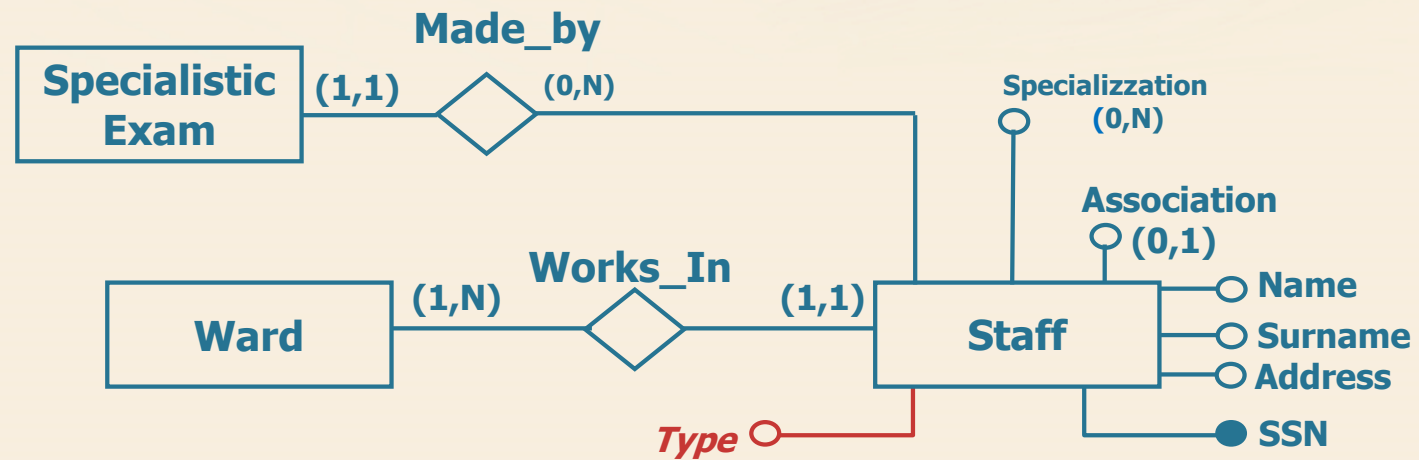 Made_by
Specialistic
Exam
(1,1)
(0,N)
Specializzation
(0,N)
Association
(0,1)
Works_In
Ward
(1,N)
(1,1)
Staff
Name
Surname
Address
SSN
Type